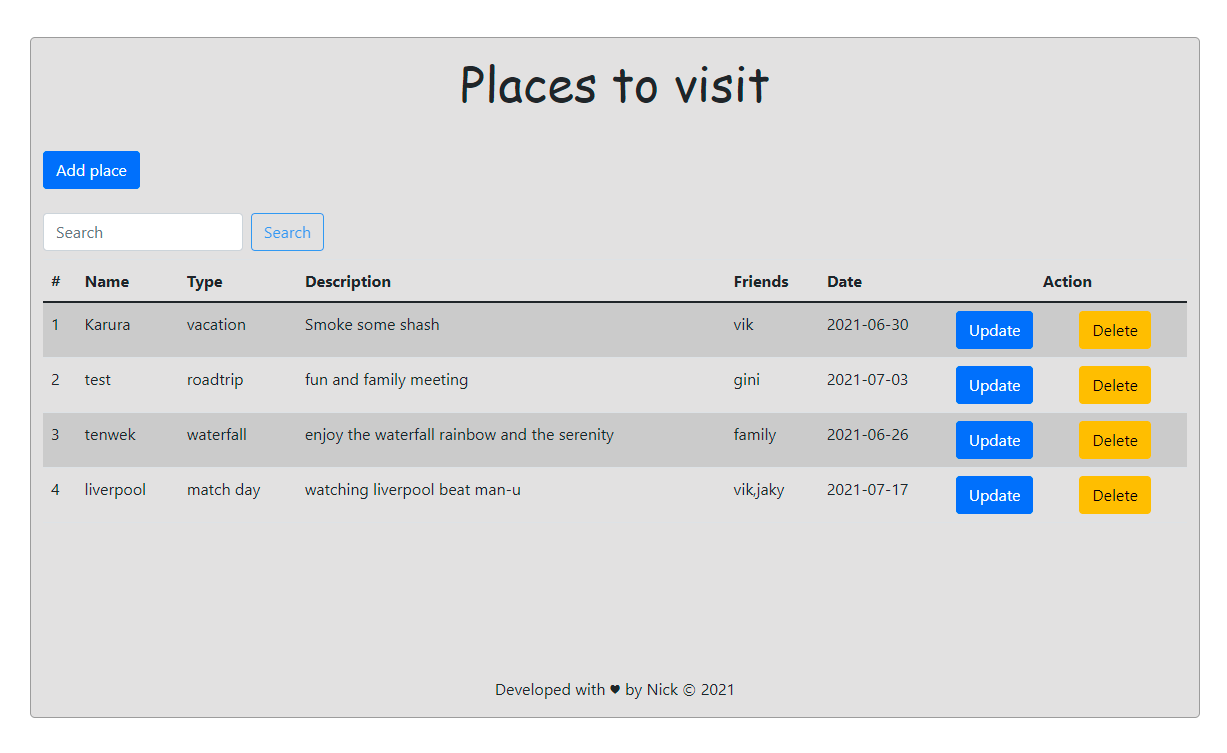 Places to visit
Add place
Search Search
# Name Type Description Friends Date Action
1 Karura vacation Smoke some shash vik 2021-06-30 Update Delete
2 test roadtrip fun and family meeting gini 2021-07-03 Update Delete
3 tenwek waterfall enjoy the waterfall rainbow and the serenity family 2021-06-26 Update Delete
4 liverpool match day watching liverpool beat man-u vik,jaky 2021-07-17 Update Delete
Developed with ♥ by Nick © 2021